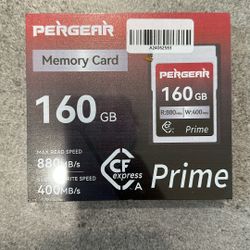 PERGEAR
Memory Card
160 GB
MAX READ SPEED
880MB/s
WRITE SPEED
400MB/s
CF
express
A
Prime
PERGEAR
160
GB
R:880MB/s W:400MB/s
Prime